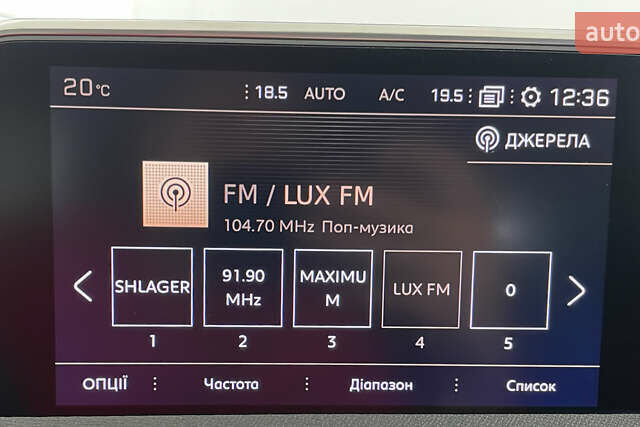 auto
20°C 18.5 AUTO A/C 19.5 12:36
ДЖЕРЕЛА
FM / LUX FM
104.70 MHz Поп-музика
SHLAGER 91.90 MHz MAXIMU M LUX FM 0
1 2 3 4 5
ОПЦІЇ Частота Діапазон Список